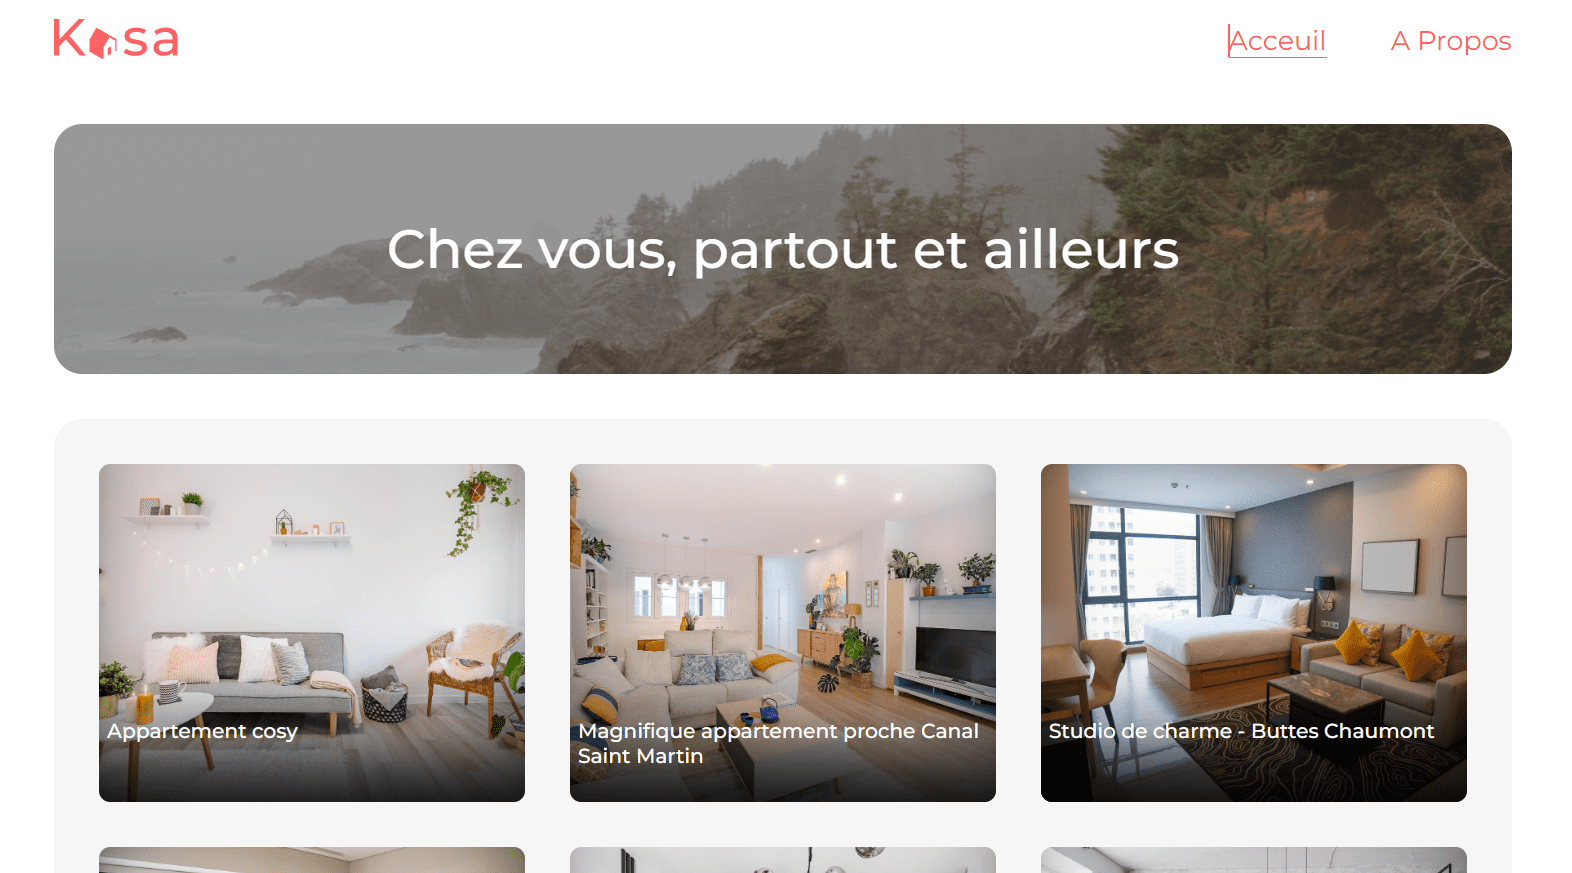 Kasa
Acceuil
A Propos
Chez vous, partout et ailleurs
Appartement cosy
Magnifique appartement proche Canal
Saint Martin
Studio de charme - Buttes Chaumont